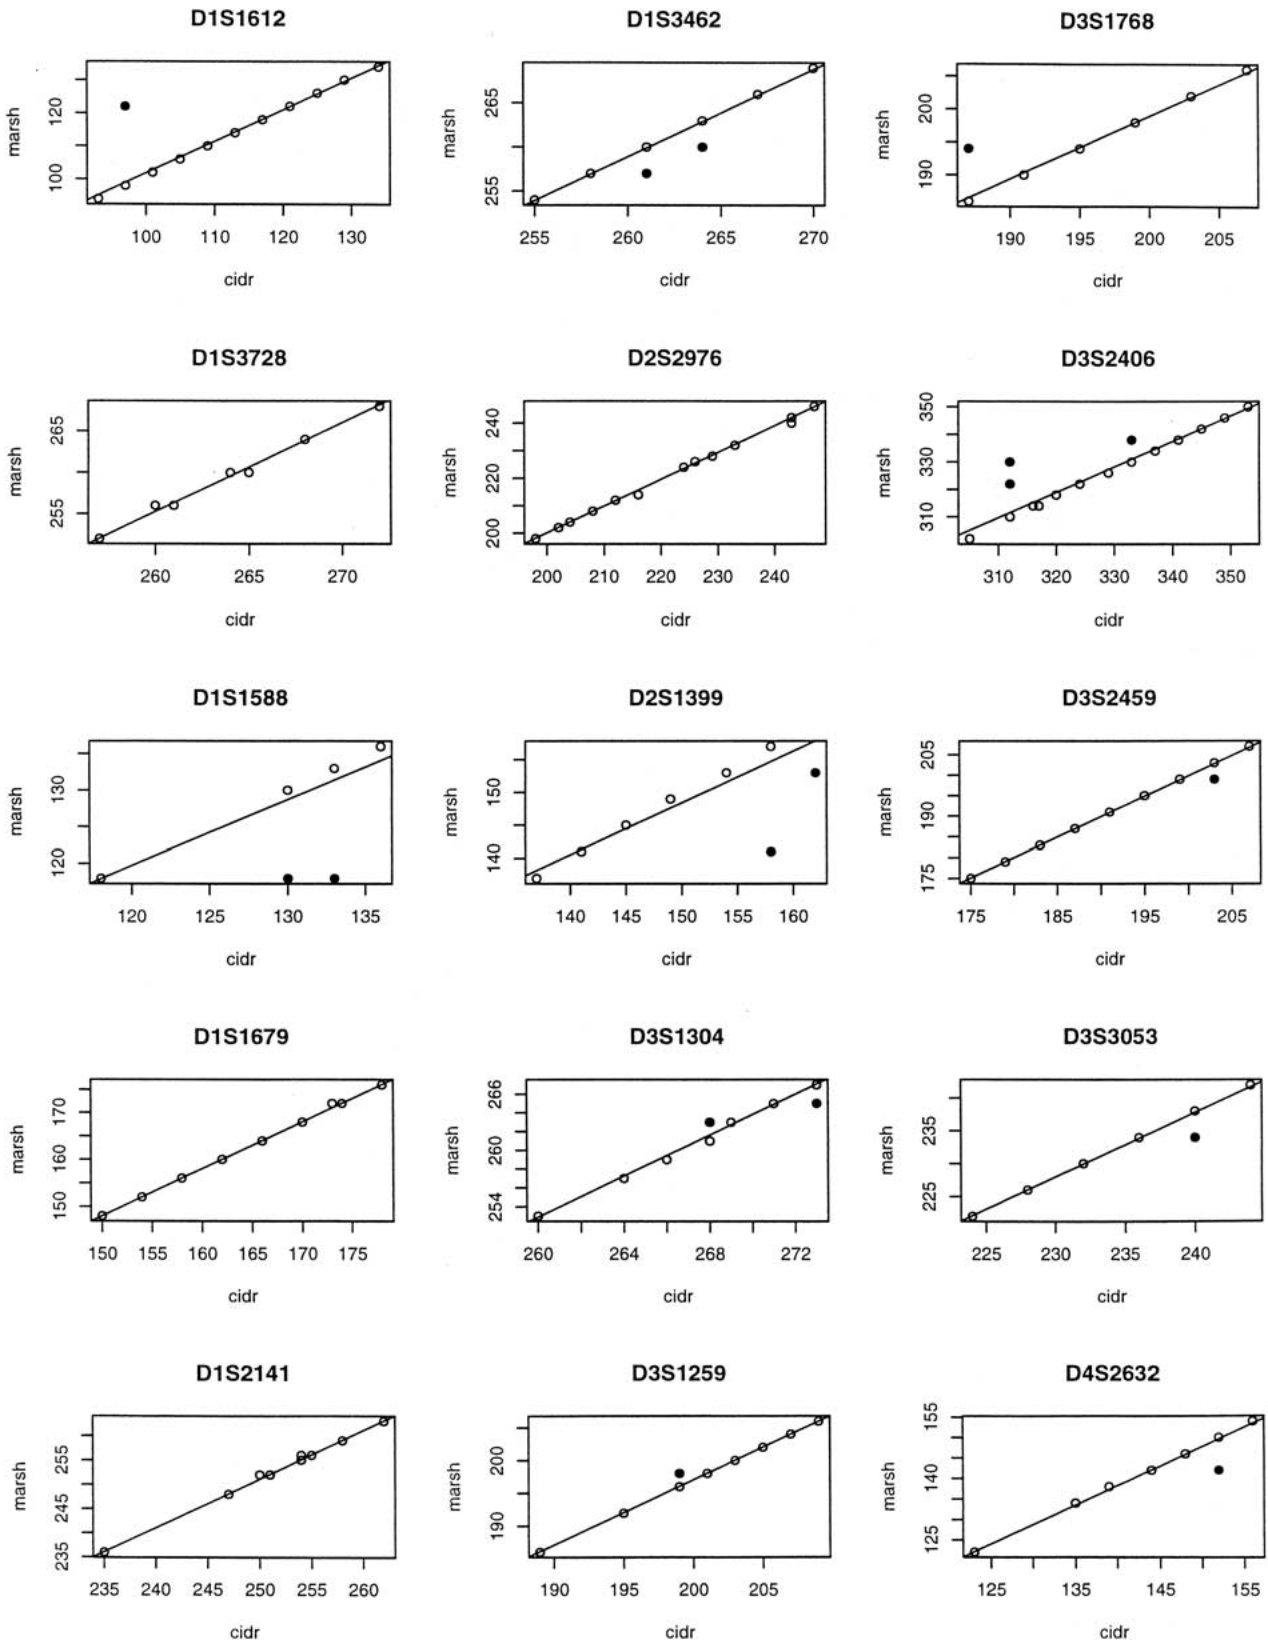 D1S1612 D1S3462 D3S1768
marsh 100 120
100 110 120 130
cidr
marsh 255 265
255 260 265 270
cidr
marsh 190 200
190 195 200 205
cidr
D1S3728 D2S2976 D3S2406
marsh 255 265
260 265 270
cidr
marsh 200 220 240
200 210 220 230 240
cidr
marsh 310 330 350
310 320 330 340 350
cidr
D1S1588 D2S1399 D3S2459
marsh 120 130
120 125 130 135
cidr
marsh 140 150
140 145 150 155 160
cidr
marsh 175 190 205
175 185 195 205
cidr
D1S1679 D3S1304 D3S3053
marsh 150 160 170
150 155 160 165 170 175
cidr
marsh 254 260 266
260 264 268 272
cidr
marsh 225 235
225 230 235 240
cidr
D1S2141 D3S1259 D4S2632
marsh 235 245 255
235 240 245 250 255 260
cidr
marsh 190 200
190 195 200 205
cidr
marsh 125 140 155
125 135 145 155
cidr